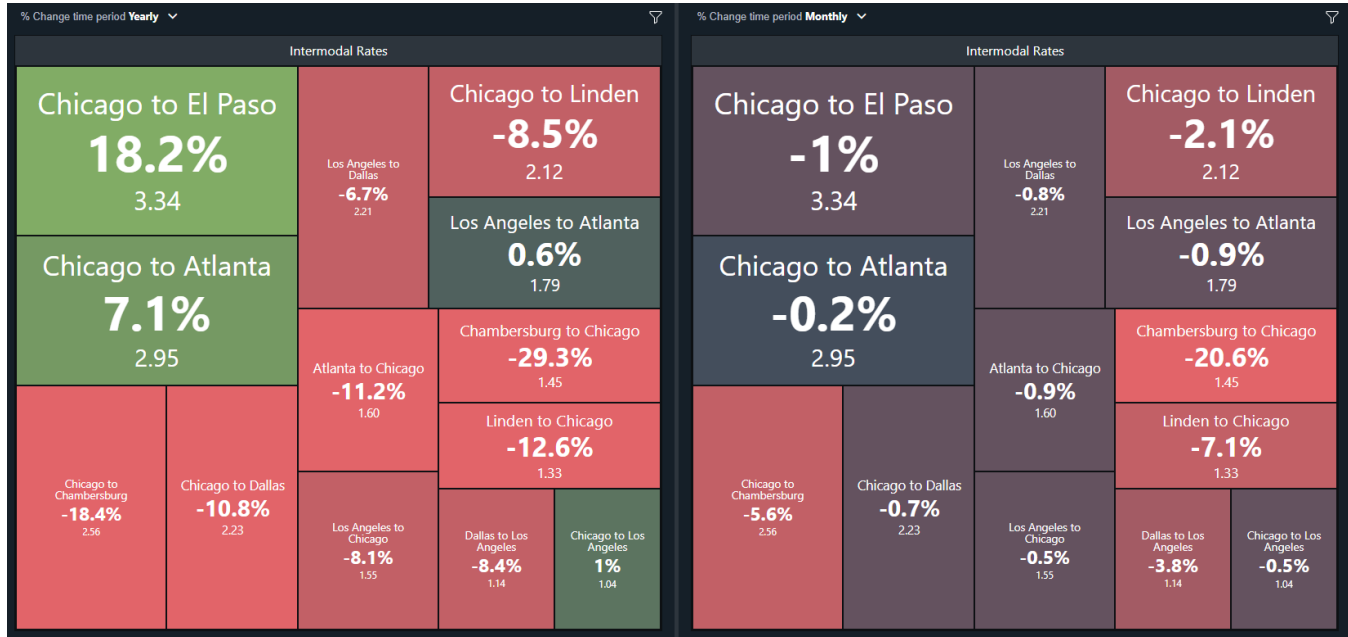 % Change time period Yearly
Intermodal Rates
Chicago to El Paso
18.2%
3.34
Chicago to Atlanta
7.1%
2.95
Chicago to
Chambersburg
-18.4%
2.56
Chicago to Dallas
-10.8%
2.23
Los Angeles to
Dallas
-6.7%
2.21
Chicago to Linden
-8.5%
2.12
Los Angeles to Atlanta
0.6%
1.79
Atlanta to Chicago
-11.2%
1.60
Los Angeles to
Chicago
-8.1%
1.55
Chambersburg to Chicago
-29.3%
1.45
Linden to Chicago
-12.6%
1.33
Dallas to Los
Angeles
-8.4%
1.14
Chicago to Los
Angeles
1%
1.04
% Change time period Monthly
Intermodal Rates
Chicago to El Paso
-1%
3.34
Chicago to Atlanta
-0.2%
2.95
Chicago to
Chambersburg
-5.6%
2.56
Chicago to Dallas
-0.7%
2.23
Los Angeles to
Dallas
-0.8%
2.21
Chicago to Linden
-2.1%
2.12
Los Angeles to Atlanta
-0.9%
1.79
Atlanta to Chicago
-0.9%
1.60
Los Angeles to
Chicago
-0.5%
1.55
Chambersburg to Chicago
-20.6%
1.45
Linden to Chicago
-7.1%
1.33
Dallas to Los
Angeles
-3.8%
1.14
Chicago to Los
Angeles
-0.5%
1.04